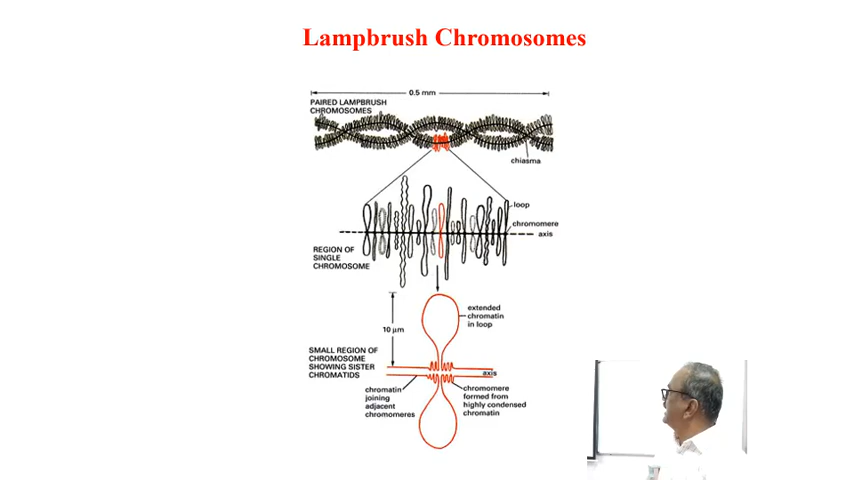 Lampbrush Chromosomes
0.5 mm
PAIRED LAMPBRUSH
CHROMOSOMES
chiasma
loop
chromomere
axis
REGION OF
SINGLE
CHROMOSOME
extended
chromatin
in loop
10 μm
SMALL REGION OF
CHROMOSOME
SHOWING SISTER
CHROMATIDS
axis
chromatin
joining
adjacent
chromomeres
chromomere
formed from
highly condensed
chromatin